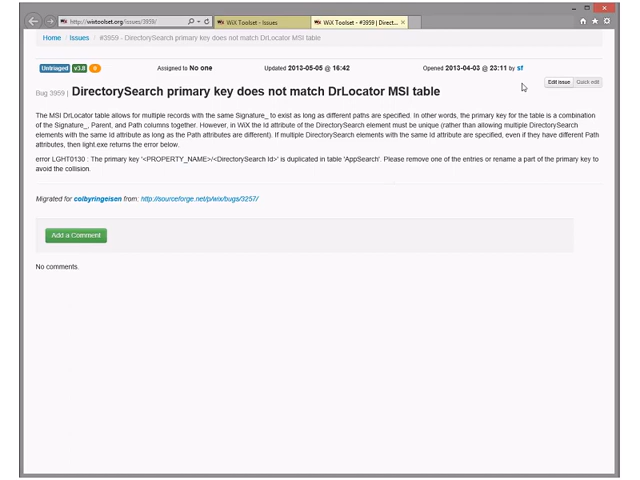 http://wixtoolset.org/issues/3959/
WiX Toolset - Issues
WiX Toolset - #3959 | Direct...
Home / Issues / #3959 - DirectorySearch primary key does not match DrLocator MSI table
Untriaged v3.8 0 Assigned to No one Updated 2013-05-05 @ 16:42 Opened 2013-04-03 @ 23:11 by sf
Edit issue Quick edit
Bug 3959 | DirectorySearch primary key does not match DrLocator MSI table
The MSI DrLocator table allows for multiple records with the same Signature_ to exist as long as different paths are specified. In other words, the primary key for the table is a combination
of the Signature_, Parent, and Path columns together. However, in WiX the Id attribute of the DirectorySearch element must be unique (rather than allowing multiple DirectorySearch
elements with the same Id attribute as long as the Path attributes are different). If multiple DirectorySearch elements with the same Id attribute are specified, even if they have different Path
attributes, then light.exe returns the error below.
error LGHT0130 : The primary key '<PROPERTY_NAME>/<DirectorySearch Id>' is duplicated in table 'AppSearch'. Please remove one of the entries or rename a part of the primary key to
avoid the collision.
Migrated for colbyringeisen from: http://sourceforge.net/p/wix/bugs/3257/
Add a Comment
No comments.